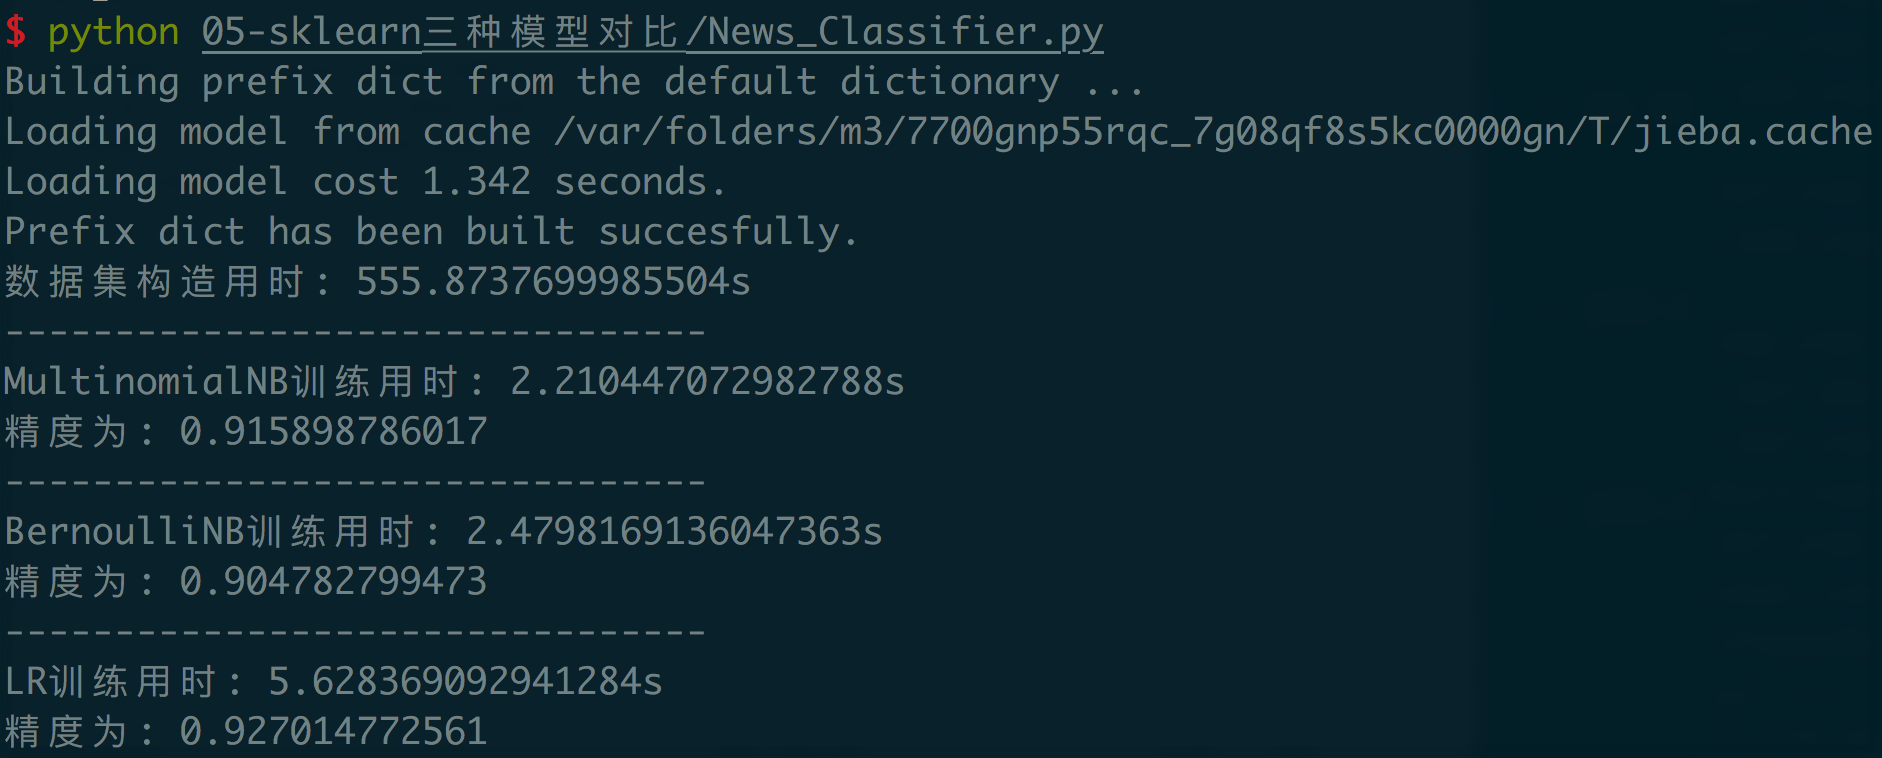 $ python 05-sklearn三种模型对比/News_Classifier.py
Building prefix dict from the default dictionary ...
Loading model from cache /var/folders/m3/7700gnp55rqc_7g08qf8s5kc0000gn/T/jieba.cache
Loading model cost 1.342 seconds.
Prefix dict has been built succesfully.
数据集构造用时: 555.8737699985504s
--------------------------------
MultinomialNB训练用时: 2.210447072982788s
精度为: 0.915898786017
--------------------------------
BernoulliNB训练用时: 2.4798169136047363s
精度为: 0.904782799473
--------------------------------
LR训练用时: 5.628369092941284s
精度为: 0.927014772561